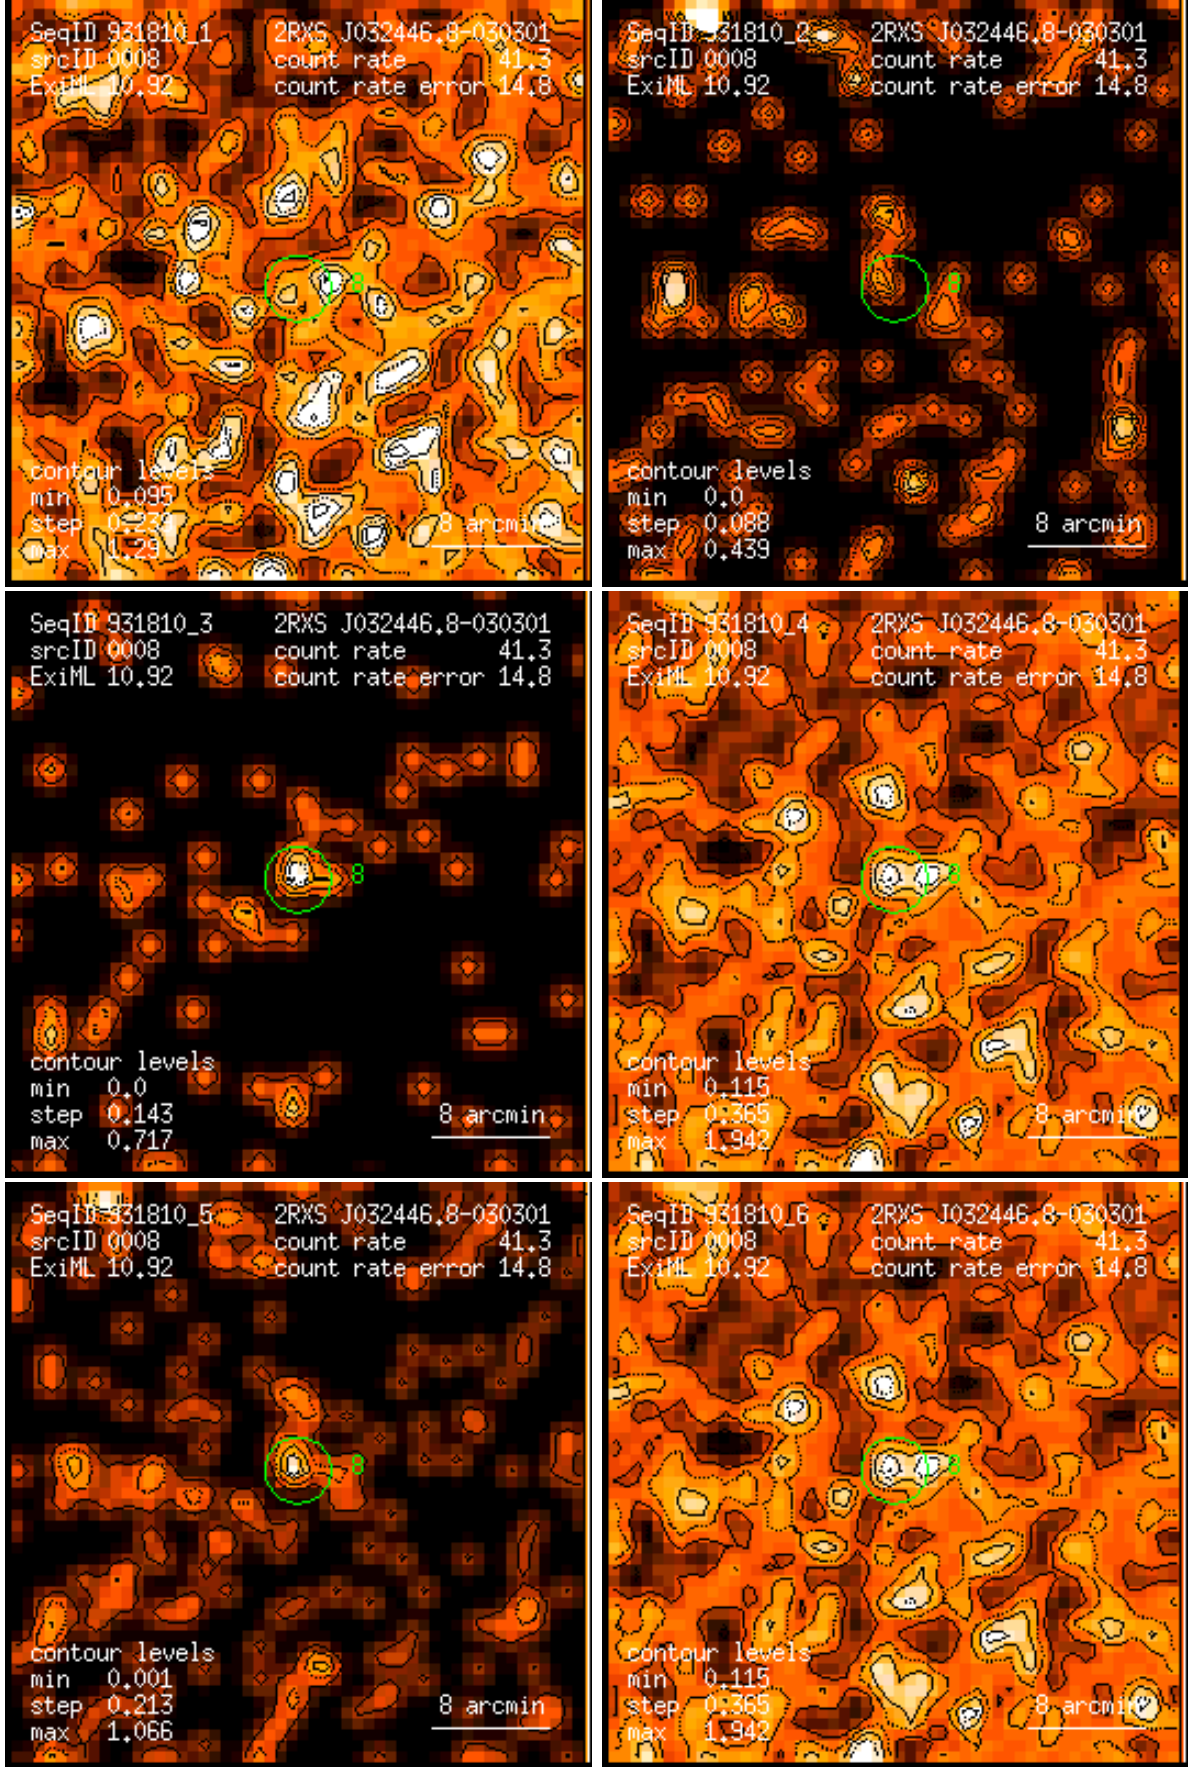 SeqID 931810_1 2RXS J032446.8-030301
srcID 0008 count rate 41.3
ExiML 10.92 count rate error 14.8
8
contour levels
min 0.095
step 0.239
max 1.29
8 arcmin
SeqID 931810_2 2RXS J032446.8-030301
srcID 0008 count rate 41.3
ExiML 10.92 count rate error 14.8
8
contour levels
min 0.0
step 0.088
max 0.439
8 arcmin
SeqID 931810_3 2RXS J032446.8-030301
srcID 0008 count rate 41.3
ExiML 10.92 count rate error 14.8
8
contour levels
min 0.0
step 0.143
max 0.717
8 arcmin
SeqID 931810_4 2RXS J032446.8-030301
srcID 0008 count rate 41.3
ExiML 10.92 count rate error 14.8
8
contour levels
min 0.115
step 0.365
max 1.942
8 arcmin
SeqID 931810_5 2RXS J032446.8-030301
srcID 0008 count rate 41.3
ExiML 10.92 count rate error 14.8
8
contour levels
min 0.001
step 0.213
max 1.066
8 arcmin
SeqID 931810_6 2RXS J032446.8-030301
srcID 0008 count rate 41.3
ExiML 10.92 count rate error 14.8
8
contour levels
min 0.115
step 0.365
max 1.942
8 arcmin